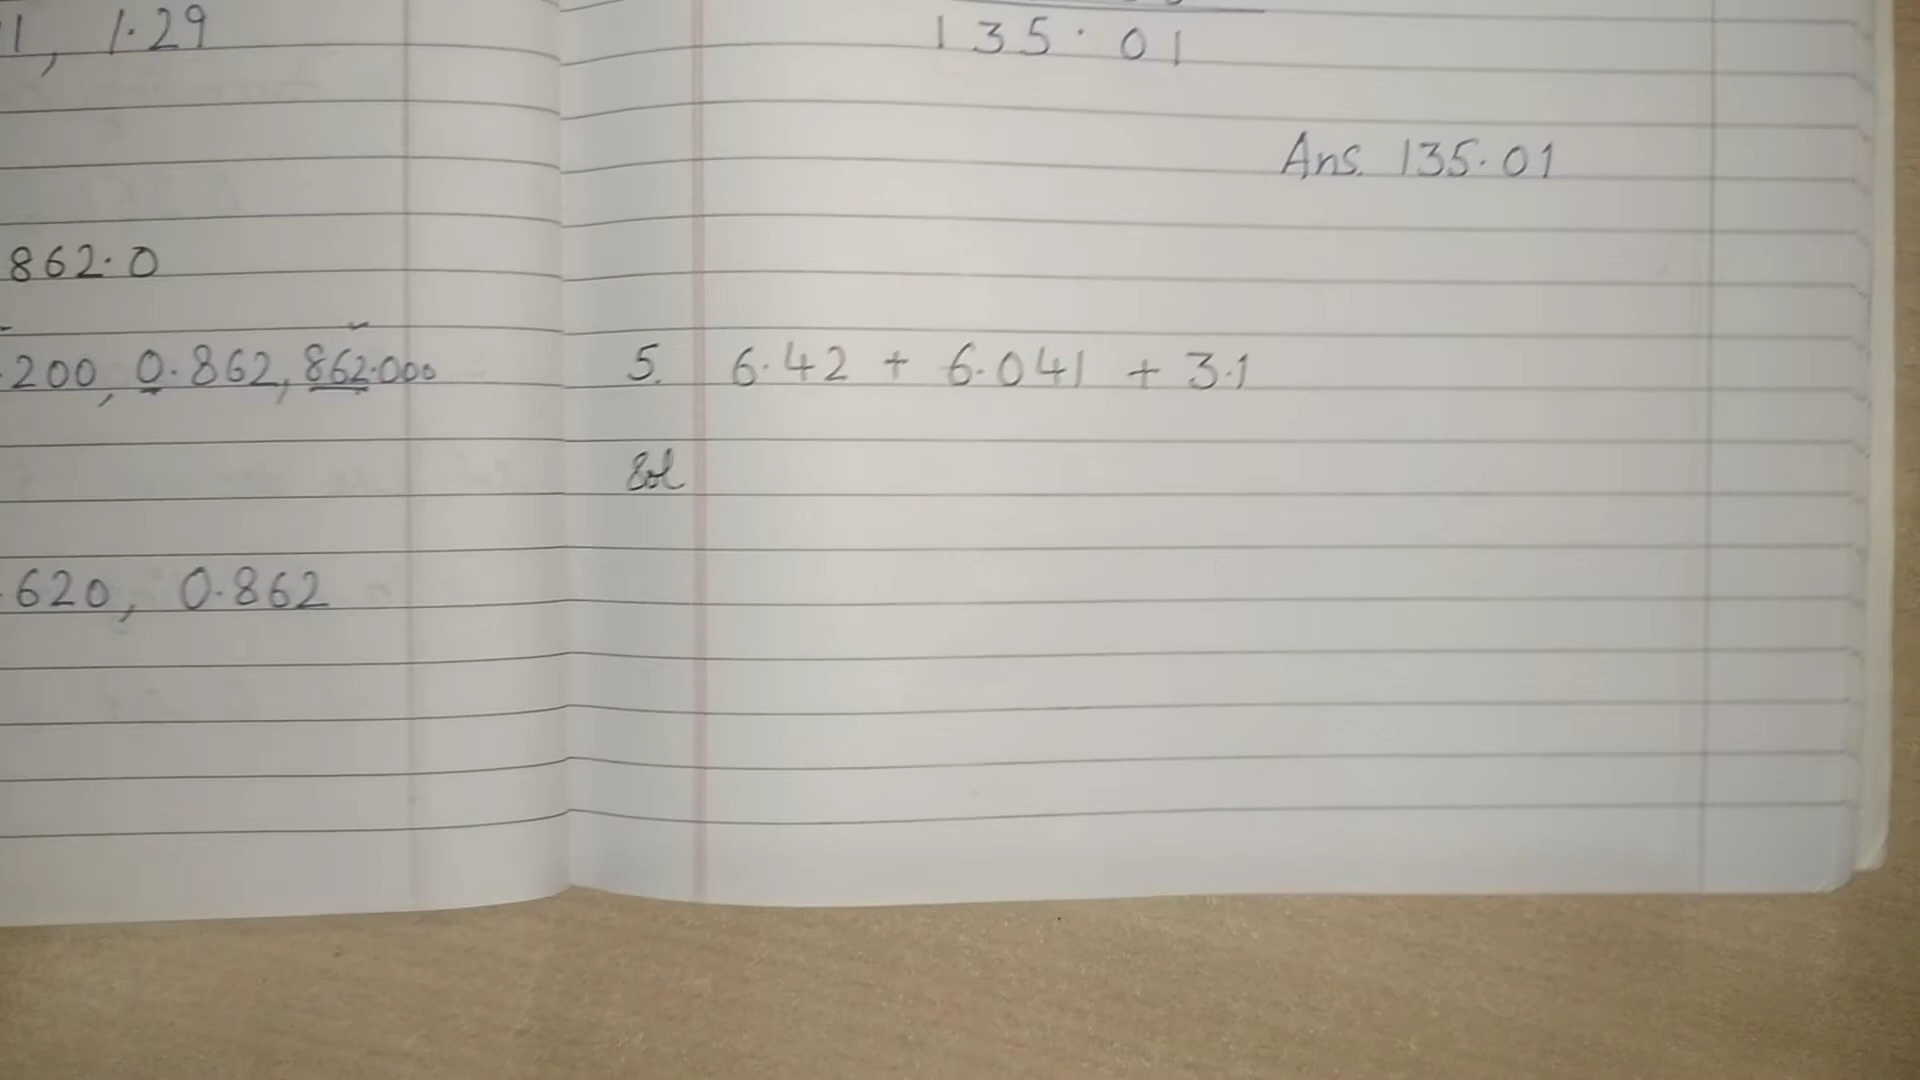 1, 1.29
862.0
200, 0.862, 862.000
620, 0.862
135.01
Ans. 135.01
5. 6.42 + 6.041 + 3.1
Sol